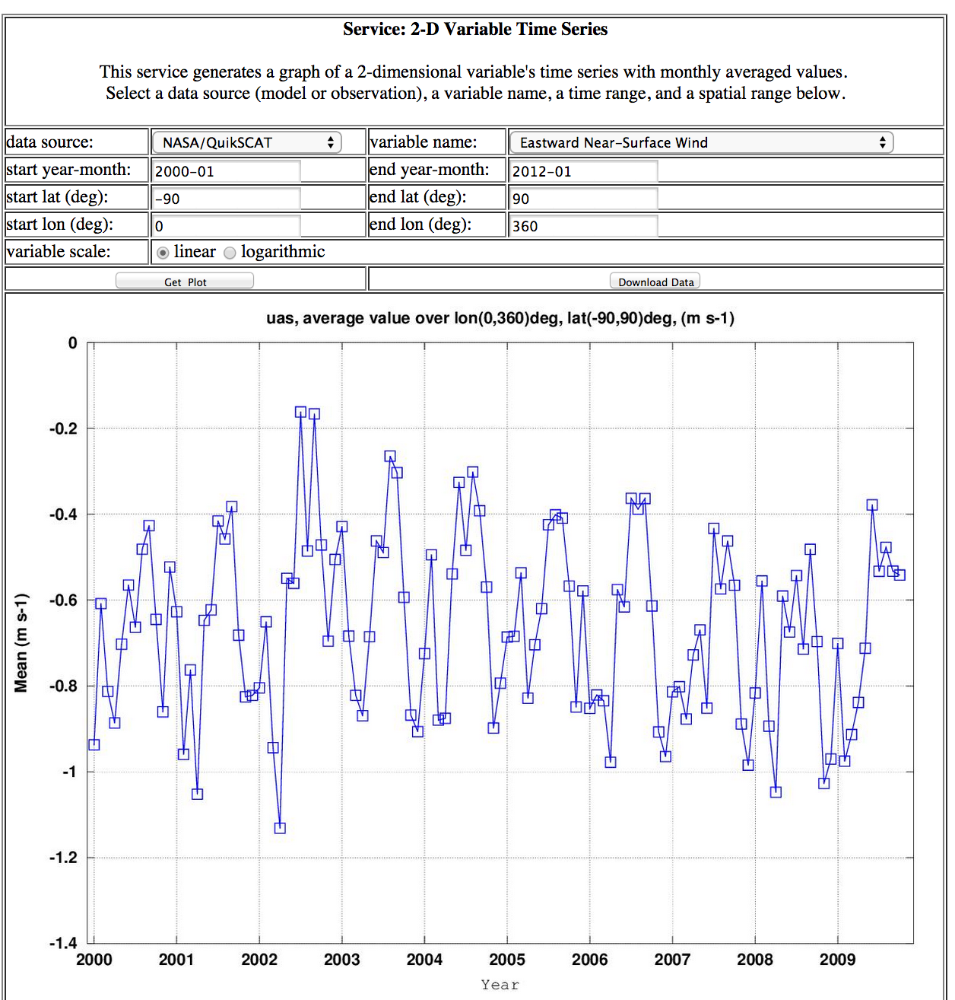 Service: 2-D Variable Time Series
This service generates a graph of a 2-dimensional variable's time series with monthly averaged values.
Select a data source (model or observation), a variable name, a time range, and a spatial range below.
data source: NASA/QuikSCAT variable name: Eastward Near-Surface Wind
start year-month: 2000-01 end year-month: 2012-01
start lat (deg): -90 end lat (deg): 90
start lon (deg): 0 end lon (deg): 360
variable scale: linear logarithmic
Get Plot Download Data
uas, average value over lon(0,360)deg, lat(-90,90)deg, (m s-1)
0
-0.2
-0.4
-0.6
-0.8
-1
-1.2
-1.4
Mean (m s-1)
2000 2001 2002 2003 2004 2005 2006 2007 2008 2009
Year